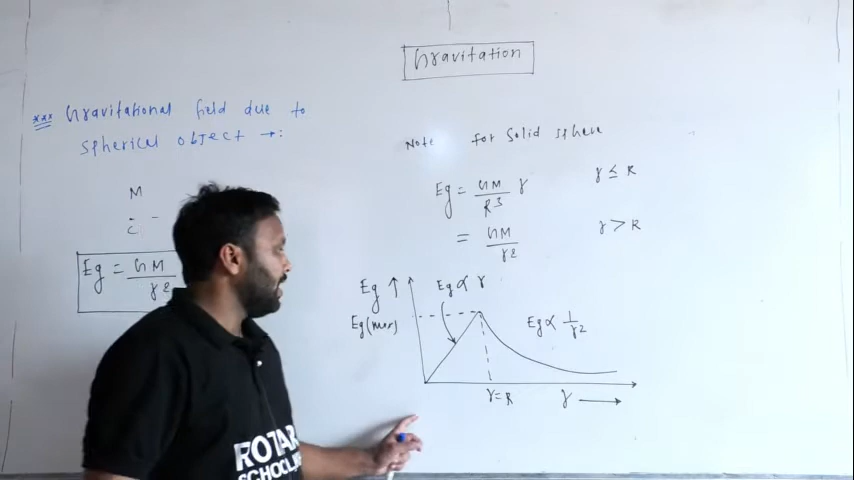 Gravitation
*** Gravitational field due to
spherical object →:
M
C
Eg = GM
r2
Note for solid sphere
Eg = GM/R3 r r ≤ R
= GM/r2 r > R
Eg ↑
Eg ∝ r
Eg(max)
Eg ∝ 1/r2
r=R
r →
ROTAR
SCHOOLIN